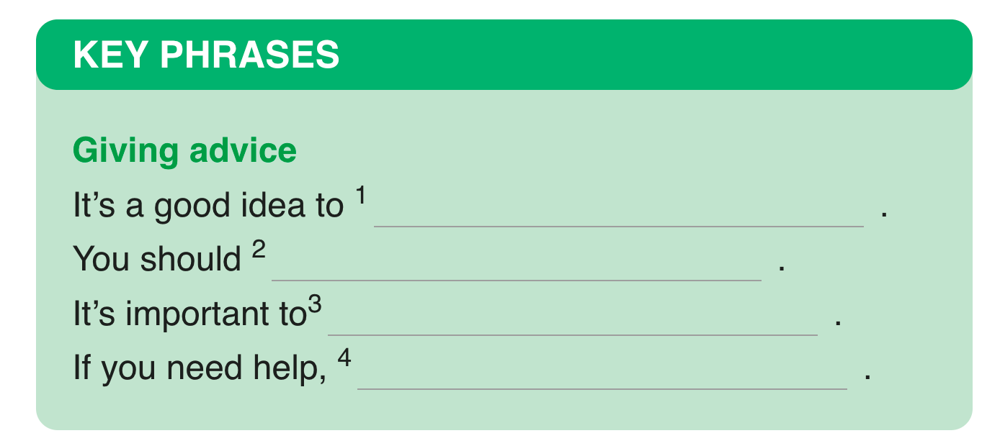 KEY PHRASES
Giving advice
It’s a good idea to 1 .
You should 2 .
It’s important to3 .
If you need help, 4 .